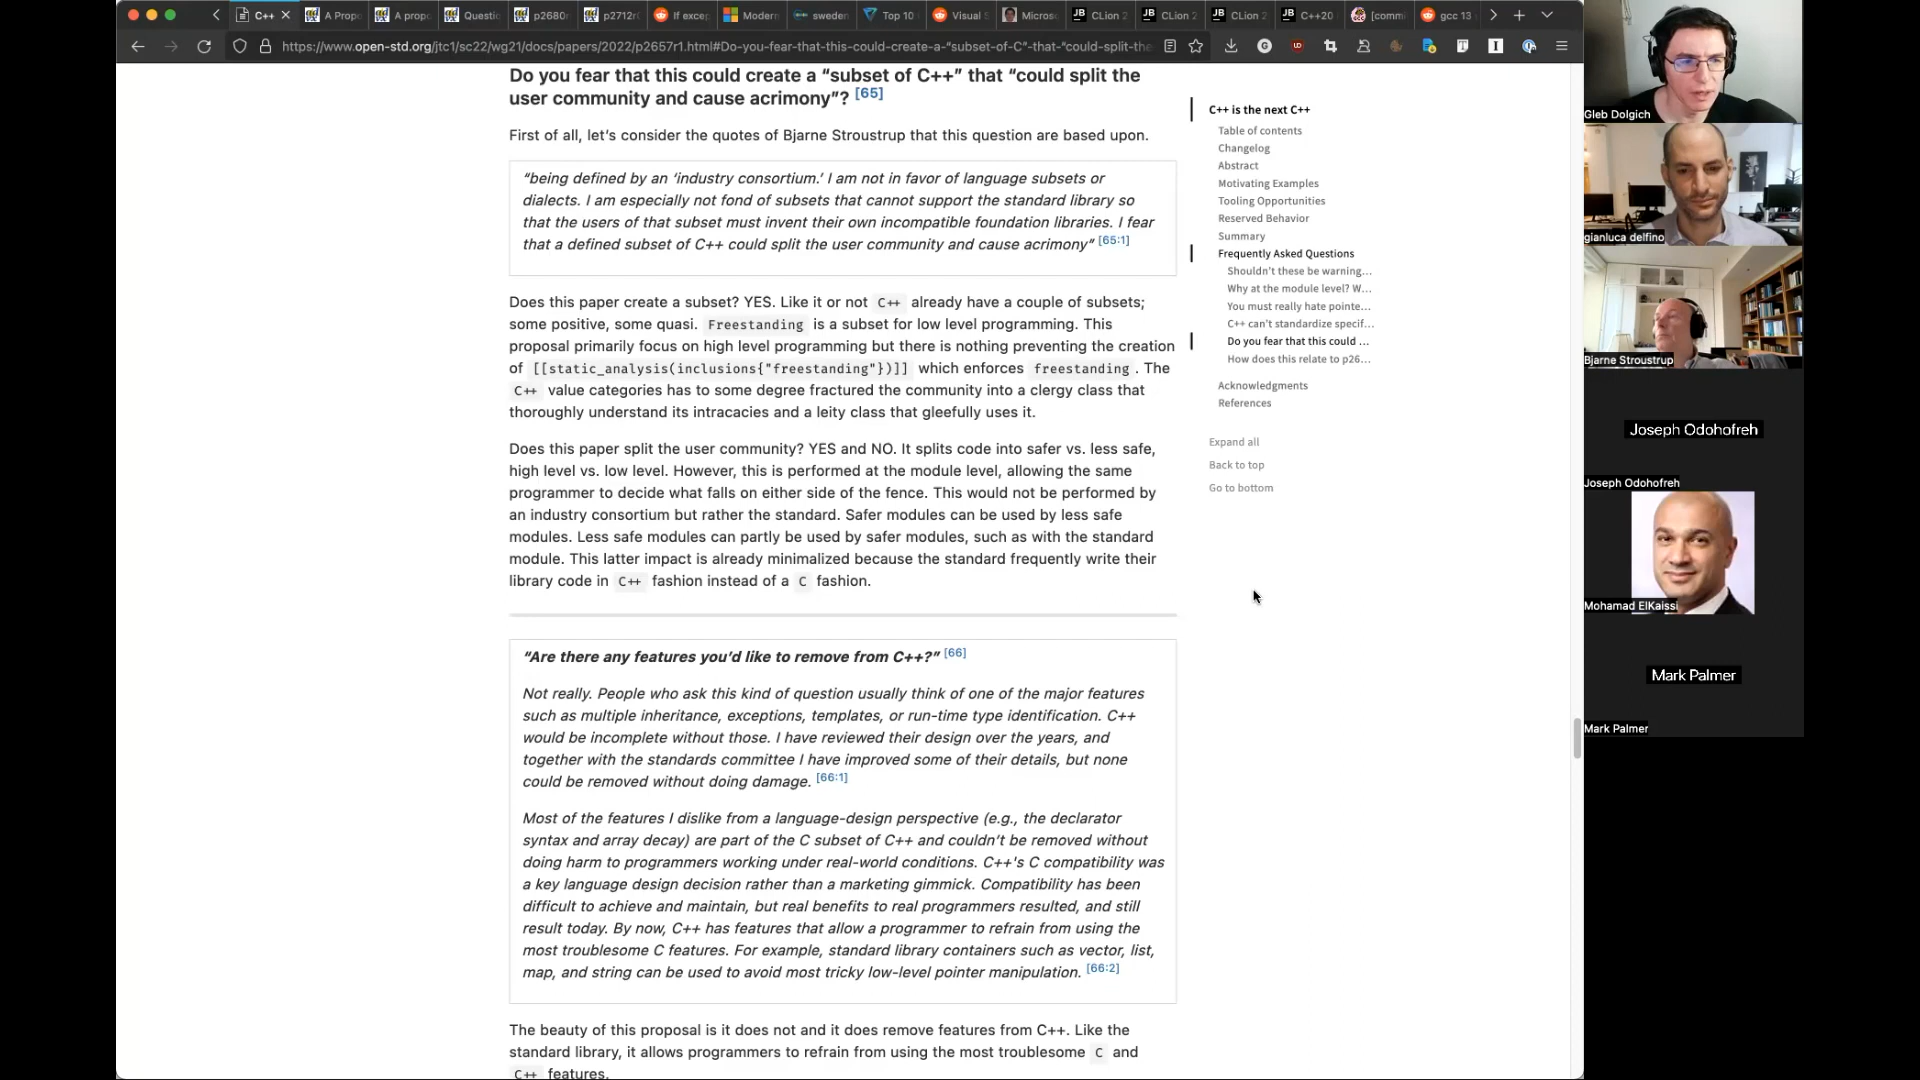 C++
A Propo
A propo
Questio
p2680r
p2712r0
If excep
Modern
sweden
Top 10
Visual S
Micros
CLion 2
CLion 2
CLion 2
C++20
[comm
gcc 13
https://www.open-std.org/jtc1/sc22/wg21/docs/papers/2022/p2657r1.html#Do-you-fear-that-this-could-create-a-“subset-of-C”-that-“could-split-the-
Do you fear that this could create a “subset of C++” that “could split the
user community and cause acrimony”? [65]
First of all, let’s consider the quotes of Bjarne Stroustrup that this question are based upon.
“being defined by an ‘industry consortium.’ I am not in favor of language subsets or
dialects. I am especially not fond of subsets that cannot support the standard library so
that the users of that subset must invent their own incompatible foundation libraries. I fear
that a defined subset of C++ could split the user community and cause acrimony” [65:1]
Does this paper create a subset? YES. Like it or not C++ already have a couple of subsets;
some positive, some quasi. Freestanding is a subset for low level programming. This
proposal primarily focus on high level programming but there is nothing preventing the creation
of [[static_analysis(inclusions{"freestanding"})]] which enforces freestanding . The
C++ value categories has to some degree fractured the community into a clergy class that
thoroughly understand its intracacies and a leity class that gleefully uses it.
Does this paper split the user community? YES and NO. It splits code into safer vs. less safe,
high level vs. low level. However, this is performed at the module level, allowing the same
programmer to decide what falls on either side of the fence. This would not be performed by
an industry consortium but rather the standard. Safer modules can be used by less safe
modules. Less safe modules can partly be used by safer modules, such as with the standard
module. This latter impact is already minimalized because the standard frequently write their
library code in C++ fashion instead of a C fashion.
“Are there any features you’d like to remove from C++?” [66]
Not really. People who ask this kind of question usually think of one of the major features
such as multiple inheritance, exceptions, templates, or run-time type identification. C++
would be incomplete without those. I have reviewed their design over the years, and
together with the standards committee I have improved some of their details, but none
could be removed without doing damage. [66:1]
Most of the features I dislike from a language-design perspective (e.g., the declarator
syntax and array decay) are part of the C subset of C++ and couldn’t be removed without
doing harm to programmers working under real-world conditions. C++'s C compatibility was
a key language design decision rather than a marketing gimmick. Compatibility has been
difficult to achieve and maintain, but real benefits to real programmers resulted, and still
result today. By now, C++ has features that allow a programmer to refrain from using the
most troublesome C features. For example, standard library containers such as vector, list,
map, and string can be used to avoid most tricky low-level pointer manipulation. [66:2]
The beauty of this proposal is it does not and it does remove features from C++. Like the
standard library, it allows programmers to refrain from using the most troublesome C and
C++ features.
C++ is the next C++
Table of contents
Changelog
Abstract
Motivating Examples
Tooling Opportunities
Reserved Behavior
Summary
Frequently Asked Questions
Shouldn't these be warning…
Why at the module level? W…
You must really hate pointe…
C++ can't standardize specif…
Do you fear that this could …
How does this relate to p26…
Acknowledgments
References
Expand all
Back to top
Go to bottom
Gleb Dolgich
gianluca delfino
Bjarne Stroustrup
Joseph Odohofreh
Joseph Odohofreh
Mohamad ElKaissi
Mark Palmer
Mark Palmer